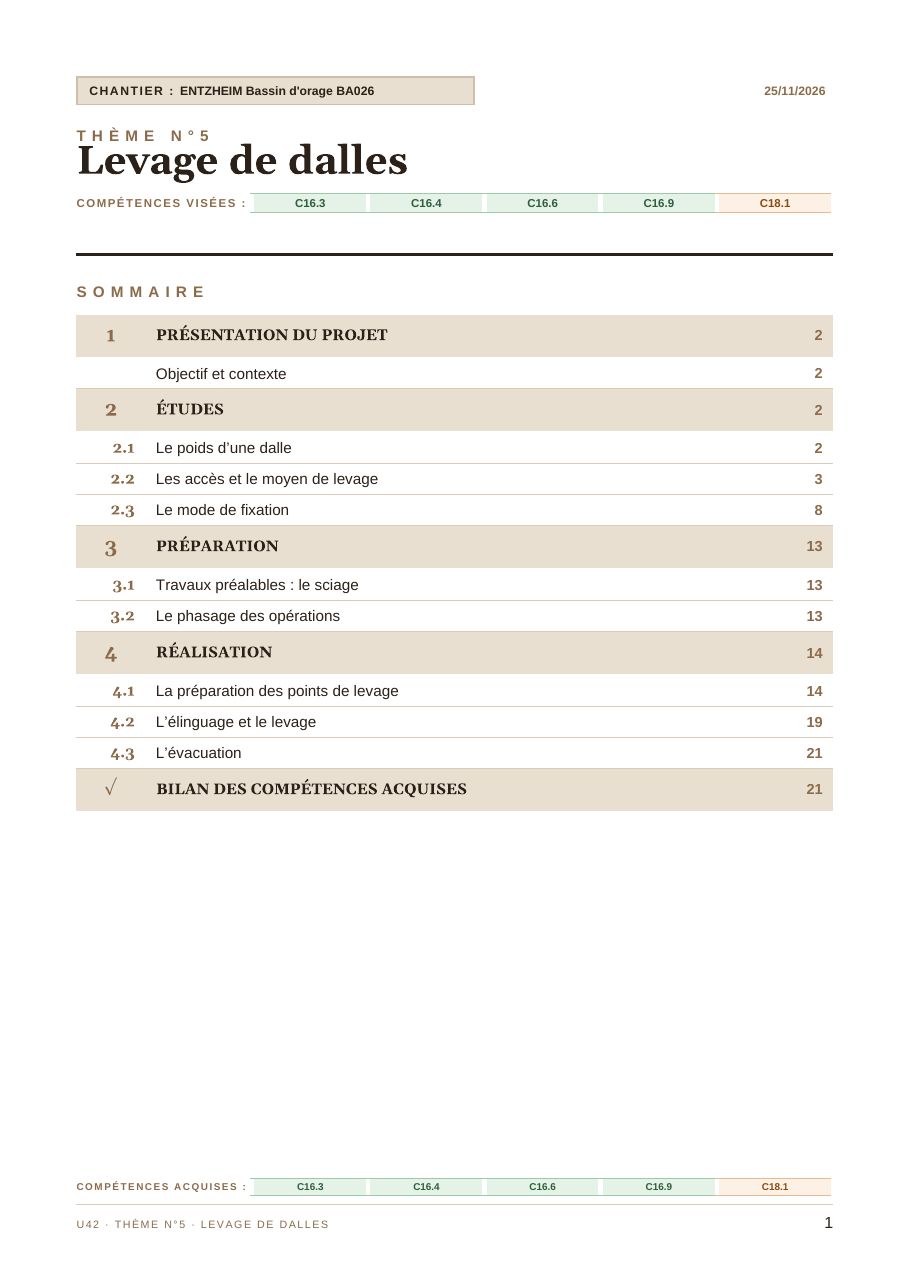 CHANTIER : ENTZHEIM Bassin d'orage BA026 25/11/2026
THÈME N°5
Levage de dalles
COMPÉTENCES VISÉES : C16.3 C16.4 C16.6 C16.9 C18.1
SOMMAIRE
1 PRÉSENTATION DU PROJET 2
Objectif et contexte 2
2 ÉTUDES 2
2.1 Le poids d’une dalle 2
2.2 Les accès et le moyen de levage 3
2.3 Le mode de fixation 8
3 PRÉPARATION 13
3.1 Travaux préalables : le sciage 13
3.2 Le phasage des opérations 13
4 RÉALISATION 14
4.1 La préparation des points de levage 14
4.2 L’élinguage et le levage 19
4.3 L’évacuation 21
√ BILAN DES COMPÉTENCES ACQUISES 21
COMPÉTENCES ACQUISES : C16.3 C16.4 C16.6 C16.9 C18.1
U42 · THÈME N°5 · LEVAGE DE DALLES 1